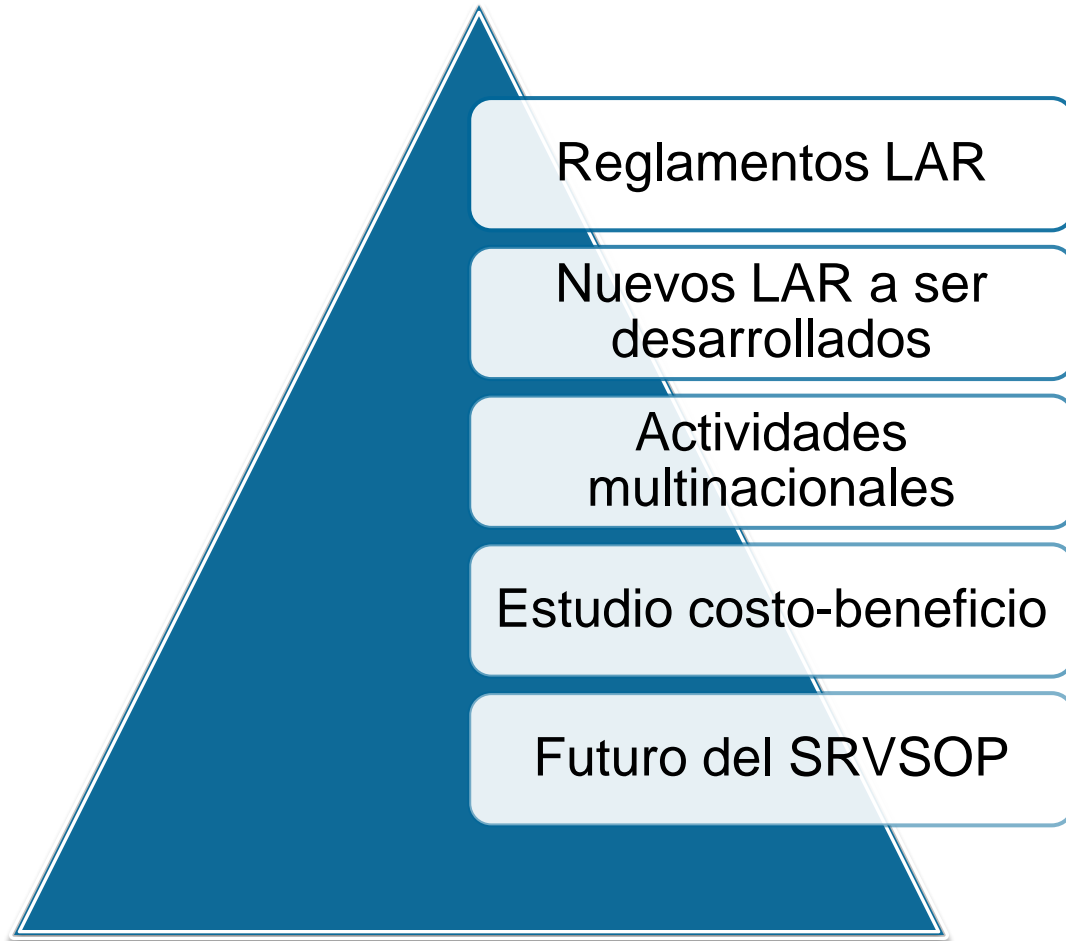 Reglamentos LAR
Nuevos LAR a ser
desarrollados
Actividades
multinacionales
Estudio costo-beneficio
Futuro del SRVSOP